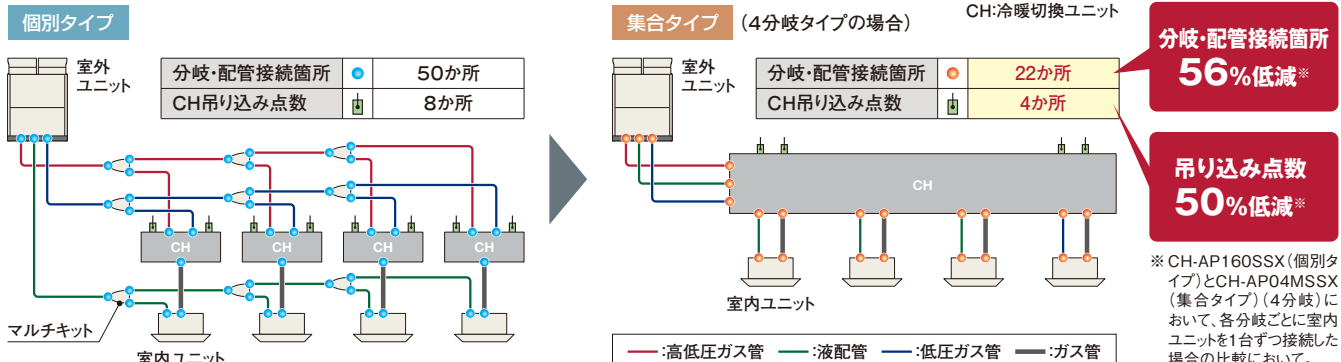 個別タイプ
室外
ユニット
分岐・配管接続箇所 50か所
CH吊り込み点数 8か所
CH
CH
CH
CH
マルチキット
室内ユニット
集合タイプ (4分岐タイプの場合)
CH:冷暖切換ユニット
室外
ユニット
分岐・配管接続箇所 22か所
CH吊り込み点数 4か所
CH
室内ユニット
:高低圧ガス管 :液配管 :低圧ガス管 :ガス管
分岐・配管接続箇所
56%低減※
吊り込み点数
50%低減※
※CH-AP160SSX(個別タ
イプ)とCH-AP04MSSX
(集合タイプ)(4分岐)に
おいて、各分岐ごとに室内
ユニットを1台ずつ接続した
場合の比較において。